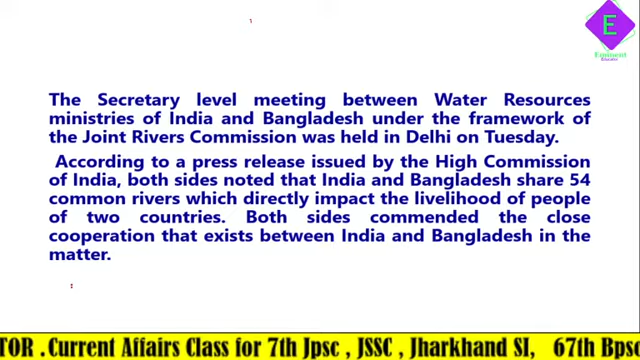 E
Eminent
Educator
The Secretary level meeting between Water Resources
ministries of India and Bangladesh under the framework of
the Joint Rivers Commission was held in Delhi on Tuesday.
According to a press release issued by the High Commission
of India, both sides noted that India and Bangladesh share 54
common rivers which directly impact the livelihood of people
of two countries. Both sides commended the close
cooperation that exists between India and Bangladesh in the
matter.
TOR . Current Affairs Class for 7th Jpsc , JSSC , Jharkhand SI, 67th Bpsc